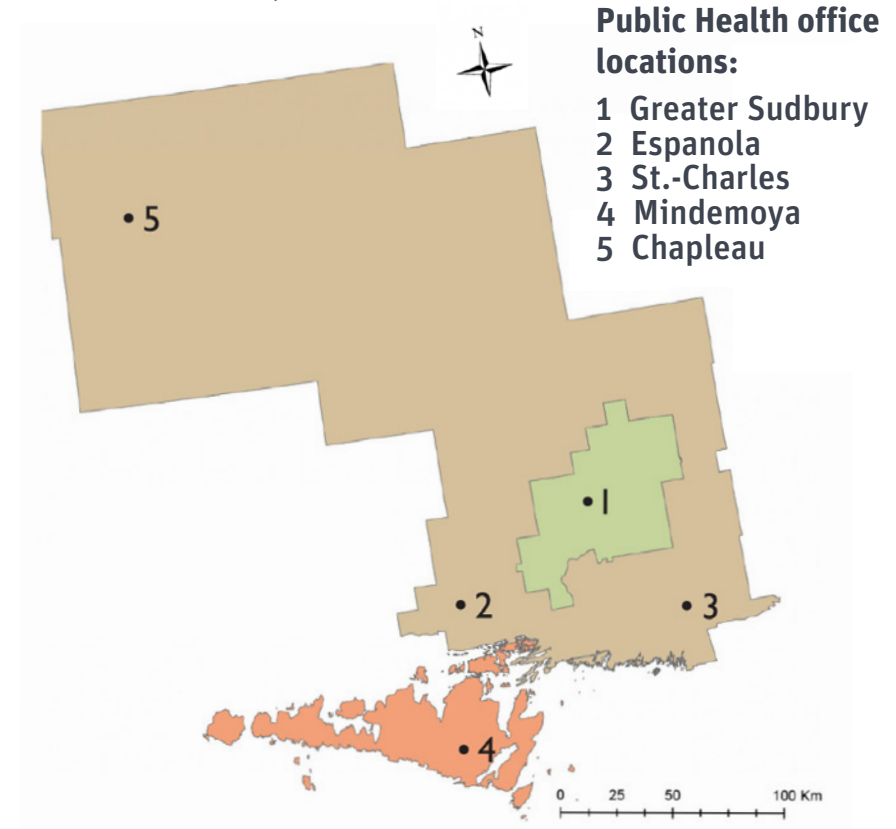 N
Public Health office
locations:
1 Greater Sudbury
2 Espanola
3 St.-Charles
4 Mindemoya
5 Chapleau
5
1
2
3
4
0 25 50 100 Km